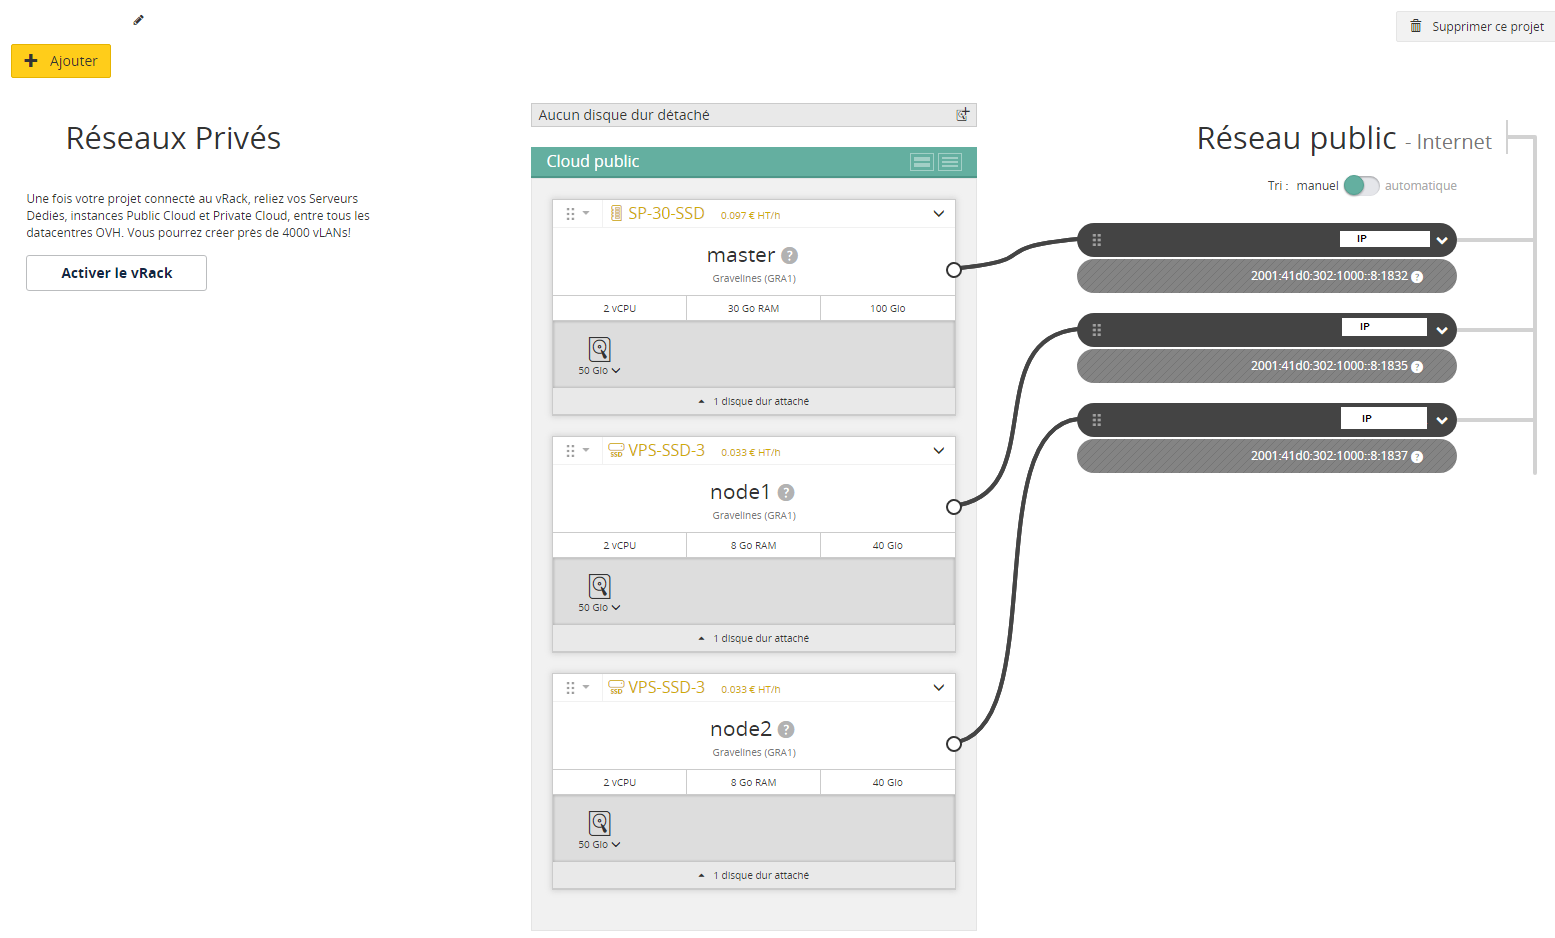 Supprimer ce projet
Ajouter
Réseaux Privés
Une fois votre projet connecté au vRack, reliez vos Serveurs
Dédiés, instances Public Cloud et Private Cloud, entre tous les
datacentres OVH. Vous pourrez créer près de 4000 vLANs!
Activer le vRack
Aucun disque dur détaché
Cloud public
SP-30-SSD 0.097 € HT/h
master ?
Gravelines (GRA1)
2 vCPU 30 Go RAM 100 Gio
50 Gio
1 disque dur attaché
SSD VPS-SSD-3 0.033 € HT/h
node1 ?
Gravelines (GRA1)
2 vCPU 8 Go RAM 40 Gio
50 Gio
1 disque dur attaché
SSD VPS-SSD-3 0.033 € HT/h
node2 ?
Gravelines (GRA1)
2 vCPU 8 Go RAM 40 Gio
50 Gio
1 disque dur attaché
Réseau public - Internet
Tri : manuel automatique
IP
2001:41d0:302:1000::8:1832 ?
IP
2001:41d0:302:1000::8:1835 ?
IP
2001:41d0:302:1000::8:1837 ?